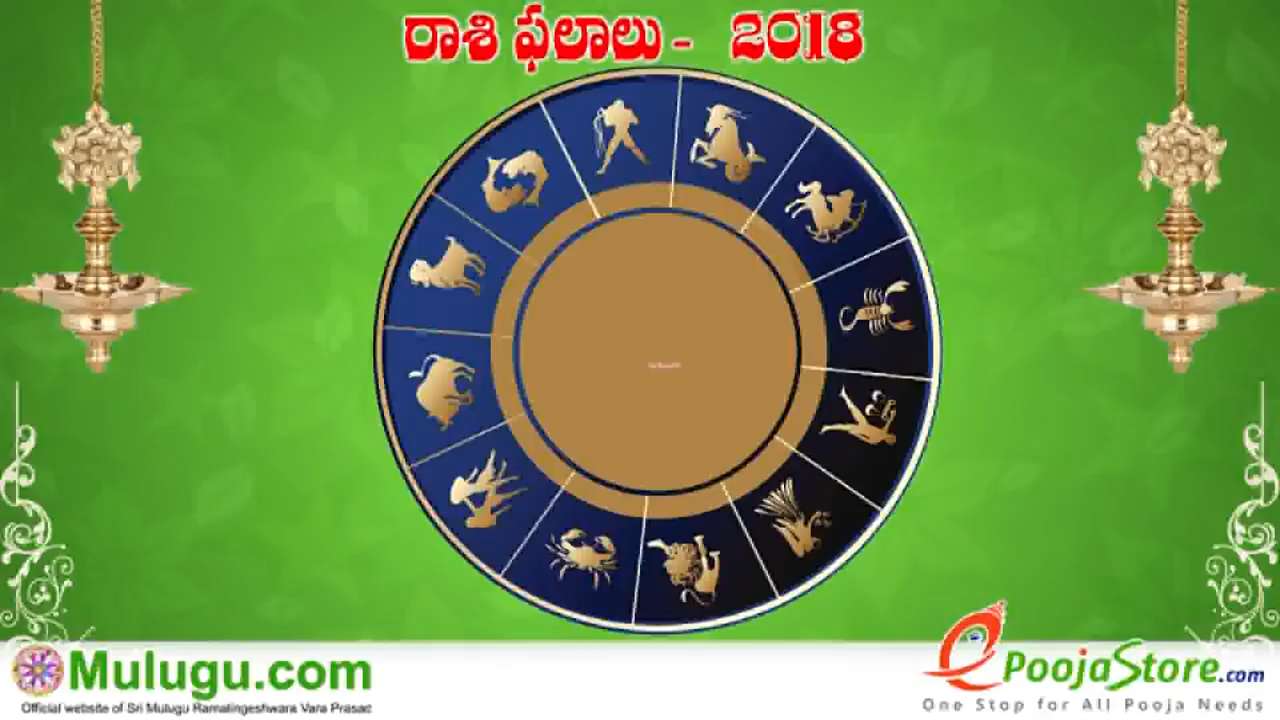 రాశి ఫలాలు - 2018
Mulugu.com
Official website of Sri Mulugu Ramalingeshwara Vara Prasad
ePoojaStore.com
One Stop for All Pooja Needs